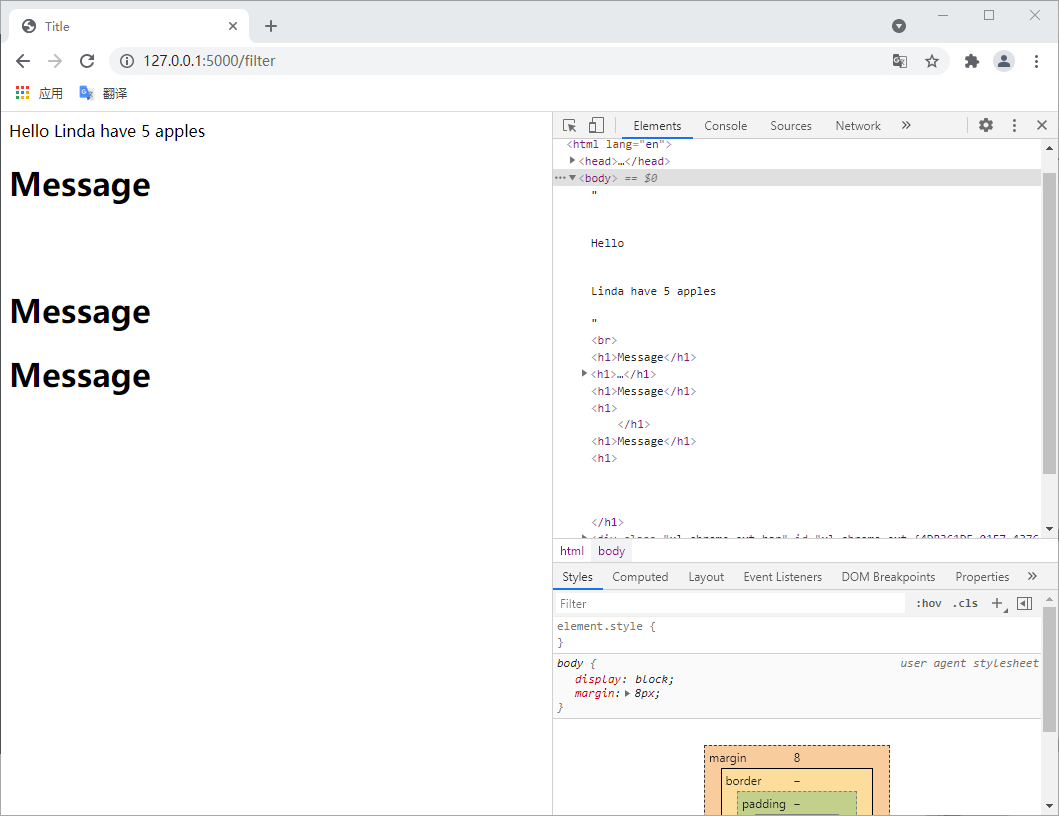 Title
127.0.0.1:5000/filter
应用 翻译
Hello Linda have 5 apples
Message
Message
Message
Elements Console Sources Network »
<html lang="en">
▶<head>…</head>
…▼<body> == $0
"
Hello
Linda have 5 apples
"
<br>
<h1>Message</h1>
▶<h1>…</h1>
<h1>Message</h1>
<h1>
</h1>
<h1>Message</h1>
<h1>
</h1>
html body
Styles Computed Layout Event Listeners DOM Breakpoints Properties »
Filter :hov .cls +
element.style {
}
body { user agent stylesheet
display: block;
margin:▶8px;
}
margin 8
border –
padding –